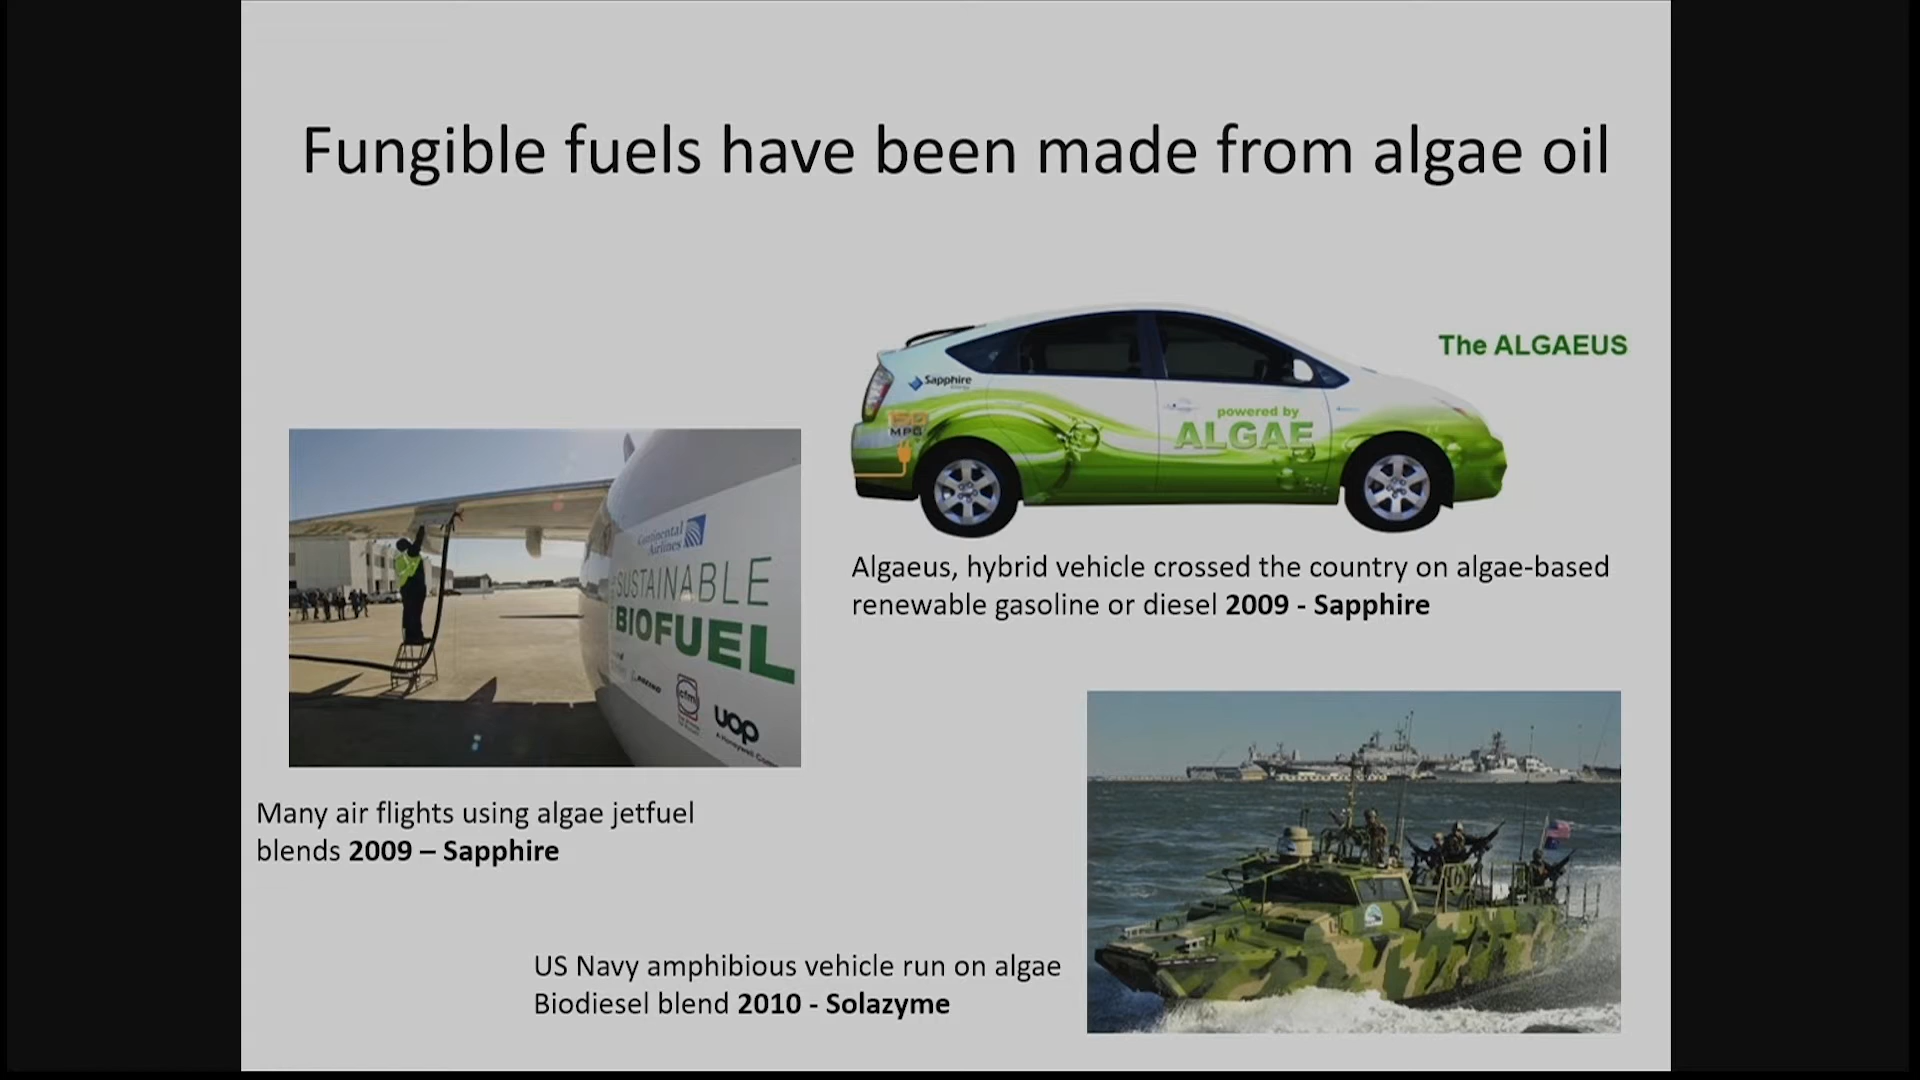 Fungible fuels have been made from algae oil
The ALGAEUS
Sapphire
powered by
ALGAE
MPG
Algaeus, hybrid vehicle crossed the country on algae-based
renewable gasoline or diesel 2009 - Sapphire
Continental
Airlines
SUSTAINABLE
BIOFUEL
BOEING
cfm
uop
Many air flights using algae jetfuel
blends 2009 – Sapphire
US Navy amphibious vehicle run on algae
Biodiesel blend 2010 - Solazyme